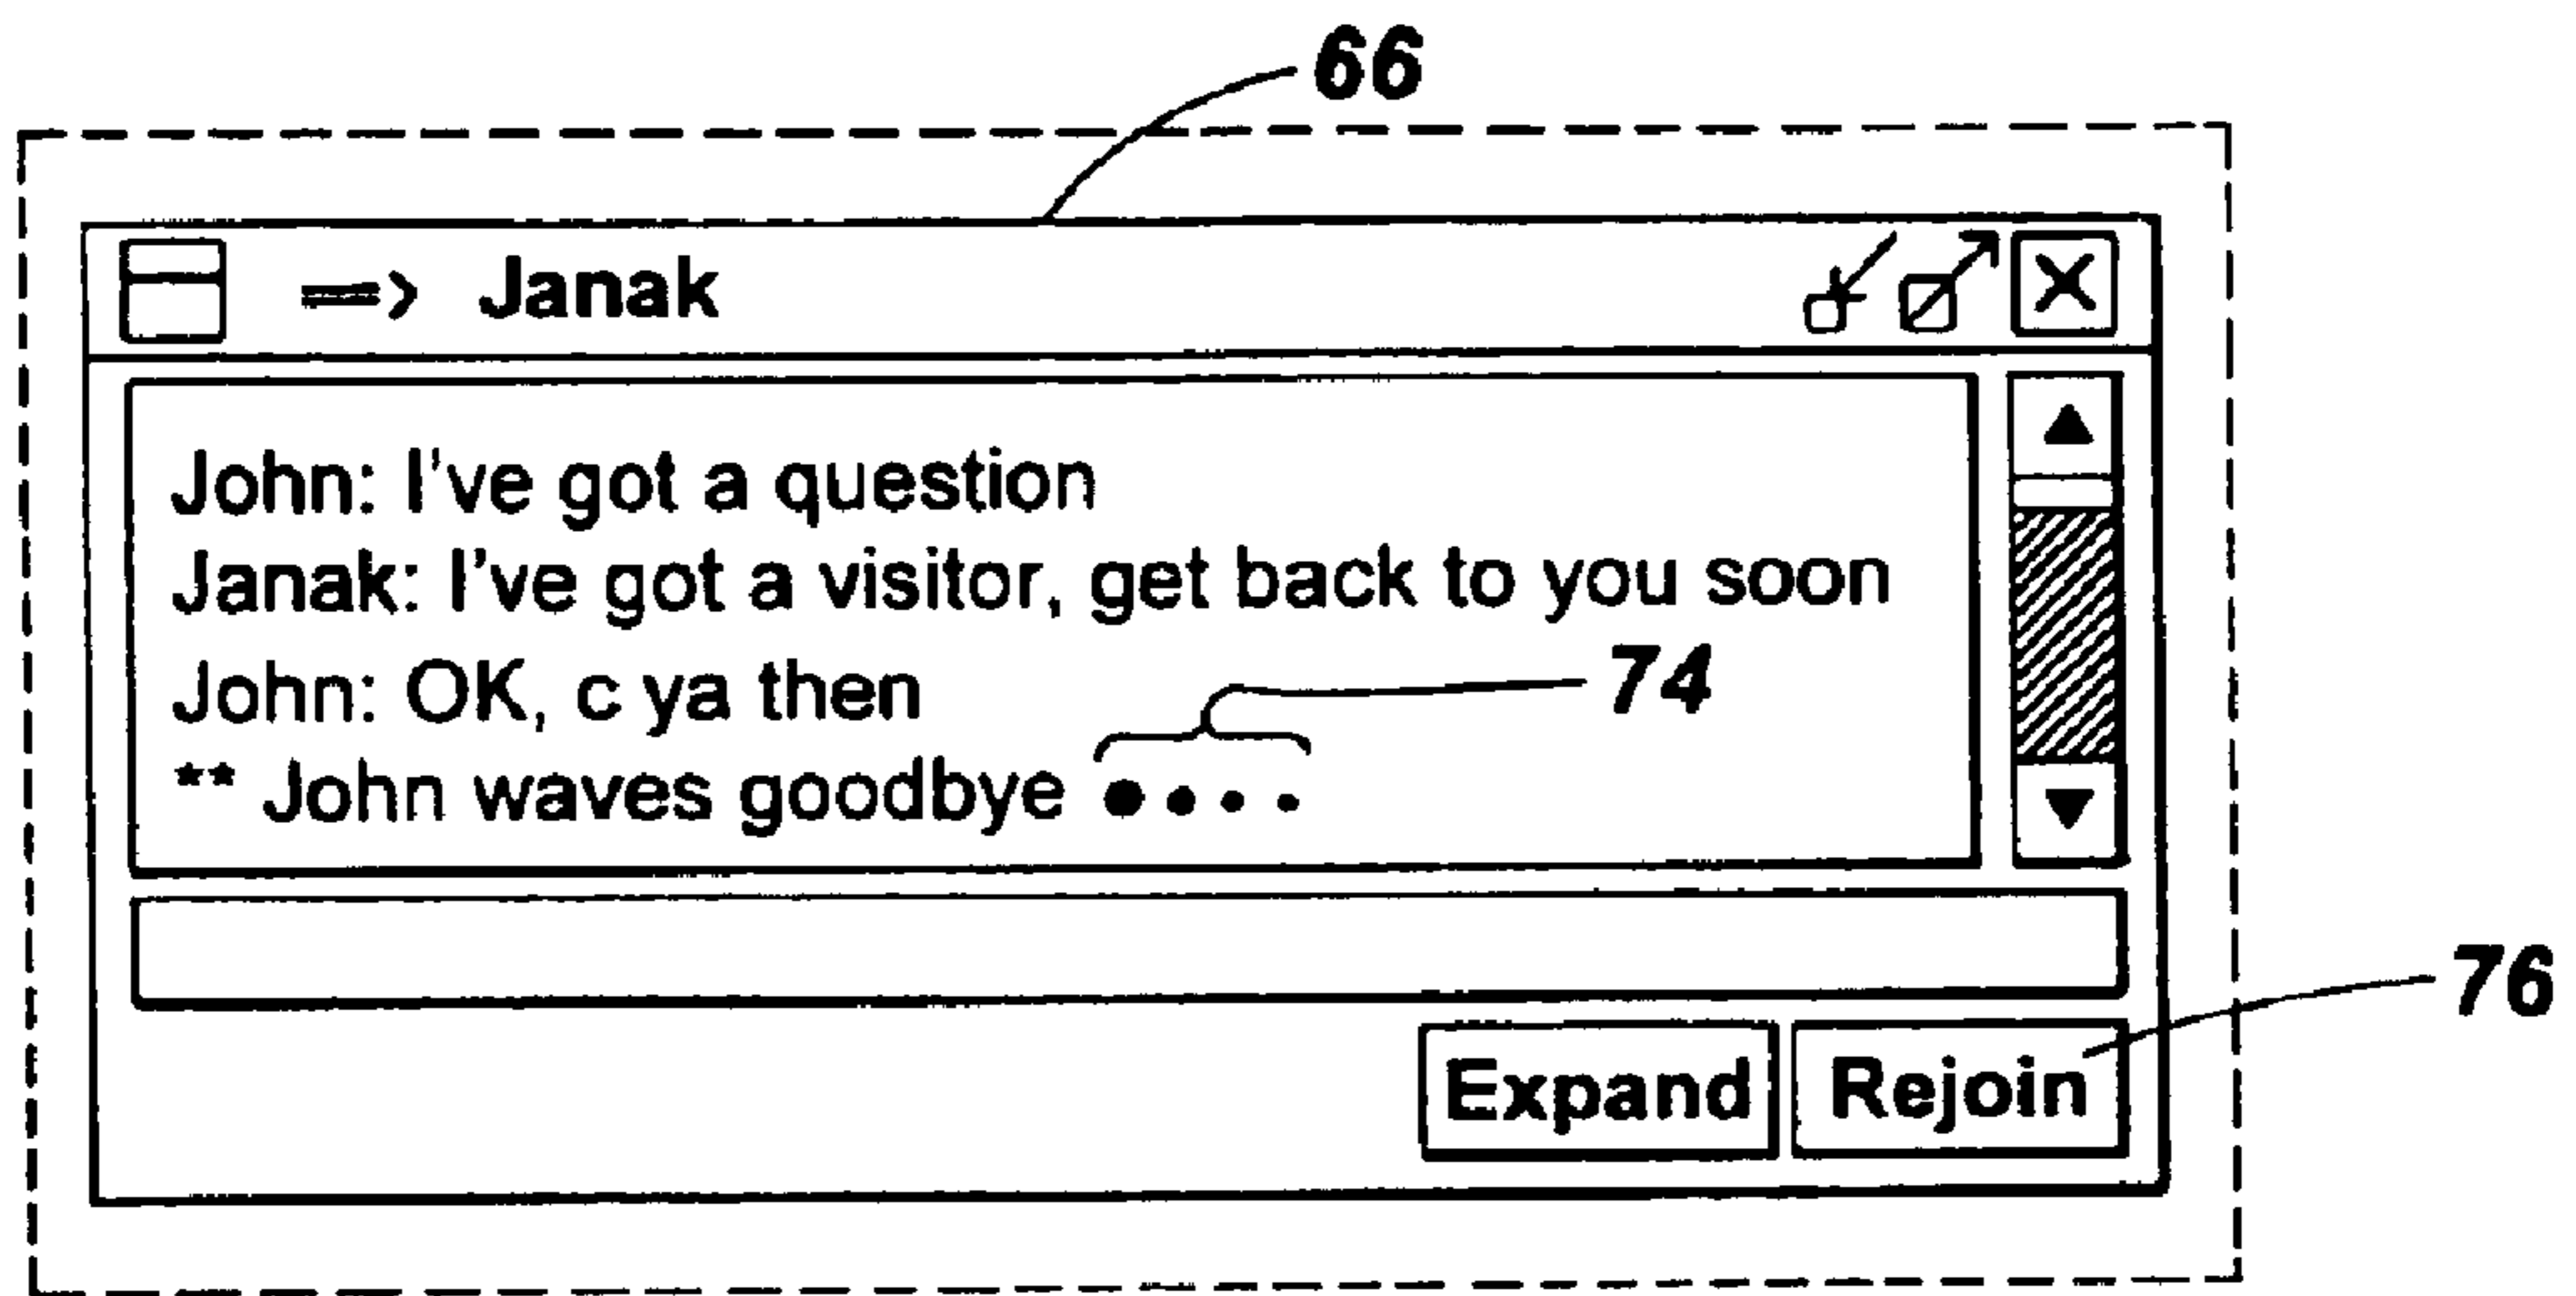 66
=> Janak
John: I've got a question
Janak: I've got a visitor, get back to you soon
John: OK, c ya then
74
** John waves goodbye ••••
76
Expand Rejoin